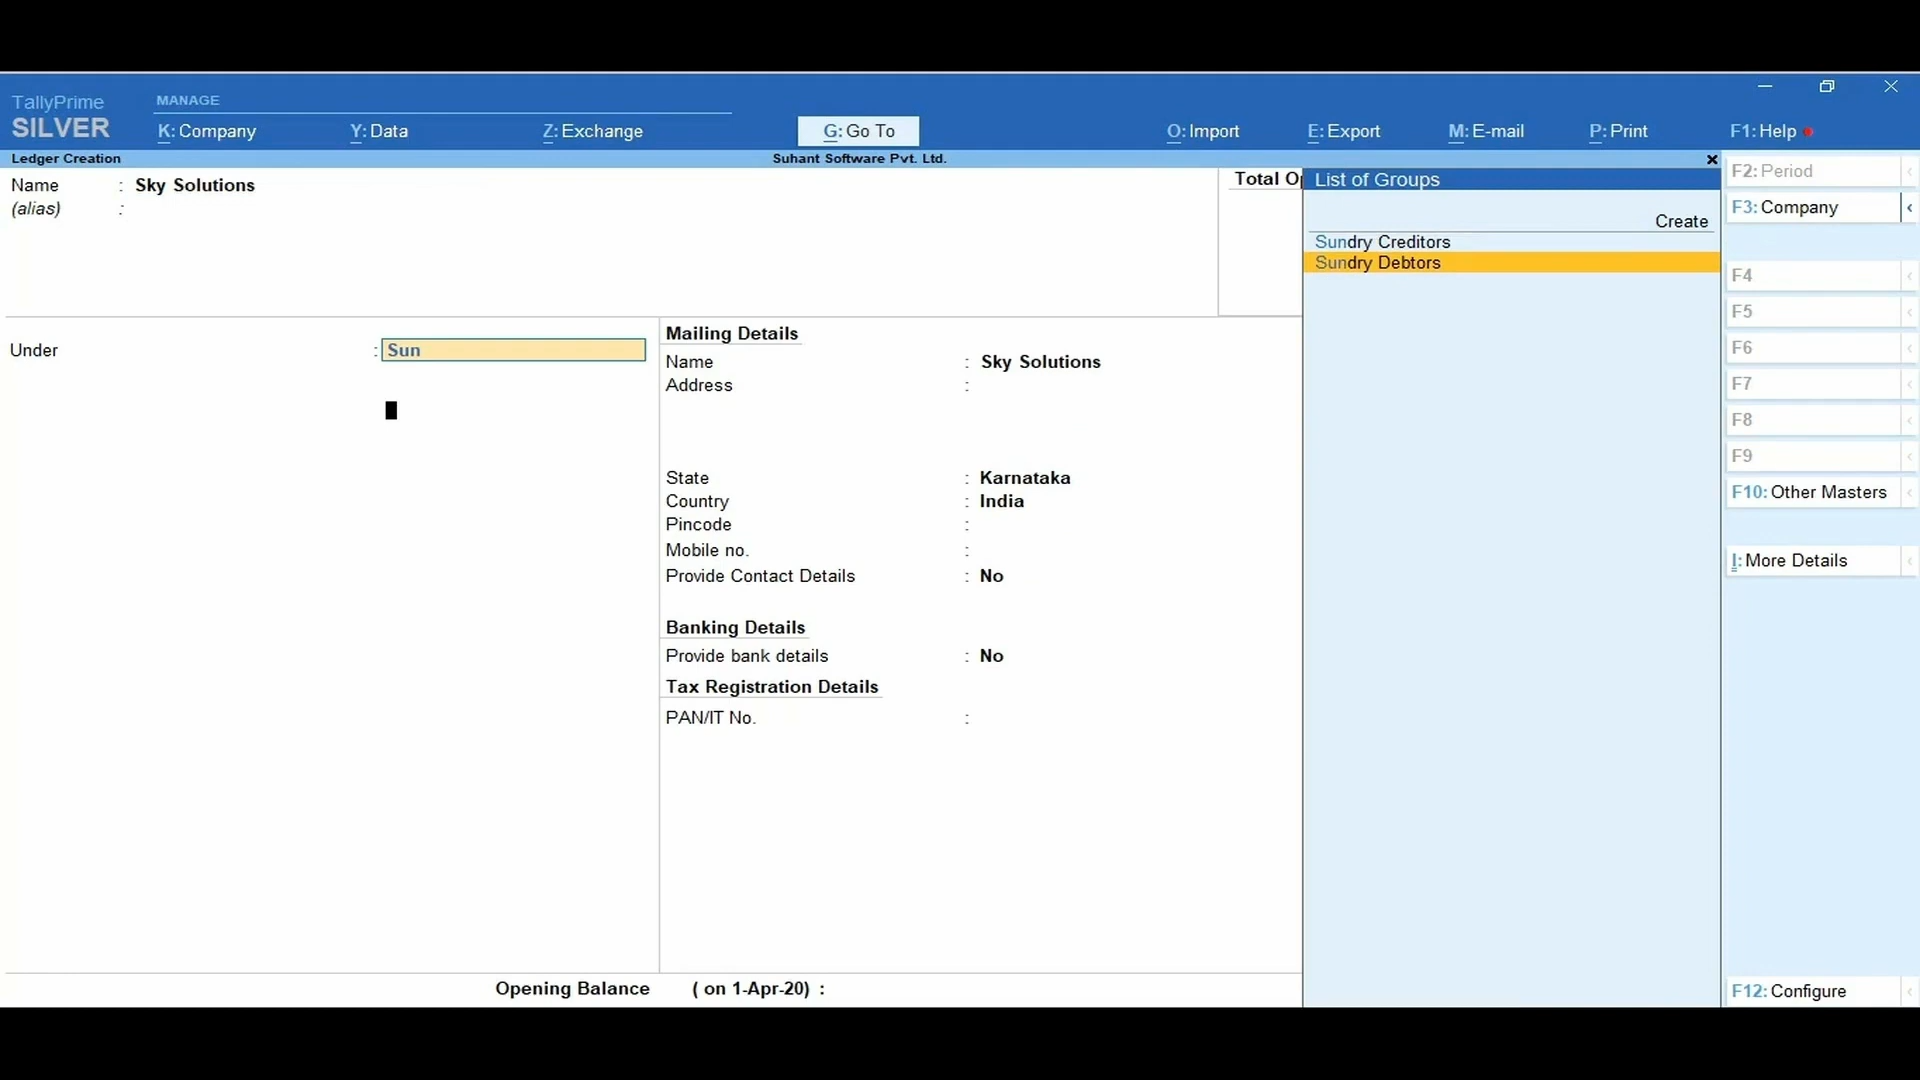 TallyPrime
SILVER
MANAGE
K: Company
Y: Data
Z: Exchange
G: Go To
O: Import
E: Export
M: E-mail
P: Print
F1: Help
Ledger Creation
Suhant Software Pvt. Ltd.
Name : Sky Solutions
(alias) :
Total Op
List of Groups
Create
Sundry Creditors
Sundry Debtors
Under : Sun
Mailing Details
Name : Sky Solutions
Address :
State : Karnataka
Country : India
Pincode :
Mobile no. :
Provide Contact Details : No
Banking Details
Provide bank details : No
Tax Registration Details
PAN/IT No. :
Opening Balance ( on 1-Apr-20) :
F2: Period
F3: Company
F4
F5
F6
F7
F8
F9
F10: Other Masters
I: More Details
F12: Configure